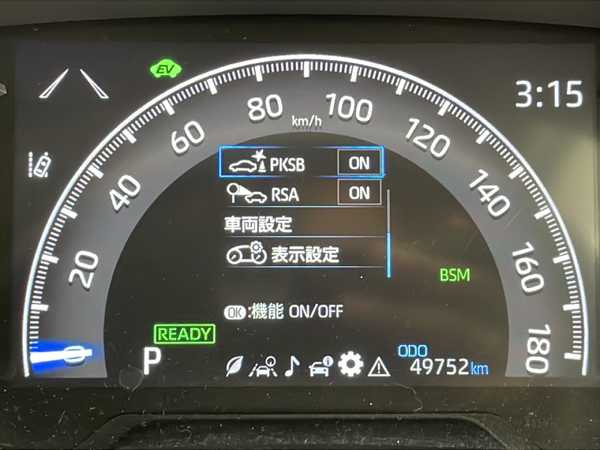 EV
3:15
20
40
60
80
100
120
140
160
180
km/h
PKSB ON
RSA ON
車両設定
表示設定
BSM
OK:機能 ON/OFF
READY
P
ODO
49752 km